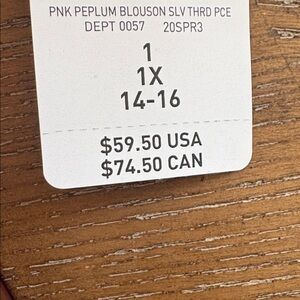 PNK PEPLUM BLOUSON SLV THRD PCE
DEPT 0057 20SPR3
1
1X
14-16
$59.50 USA
$74.50 CAN